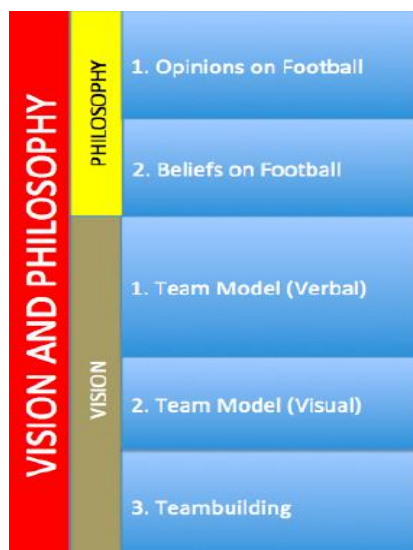 VISION AND PHILOSOPHY
PHILOSOPHY
1. Opinions on Football
2. Beliefs on Football
VISION
1. Team Model (Verbal)
2. Team Model (Visual)
3. Teambuilding